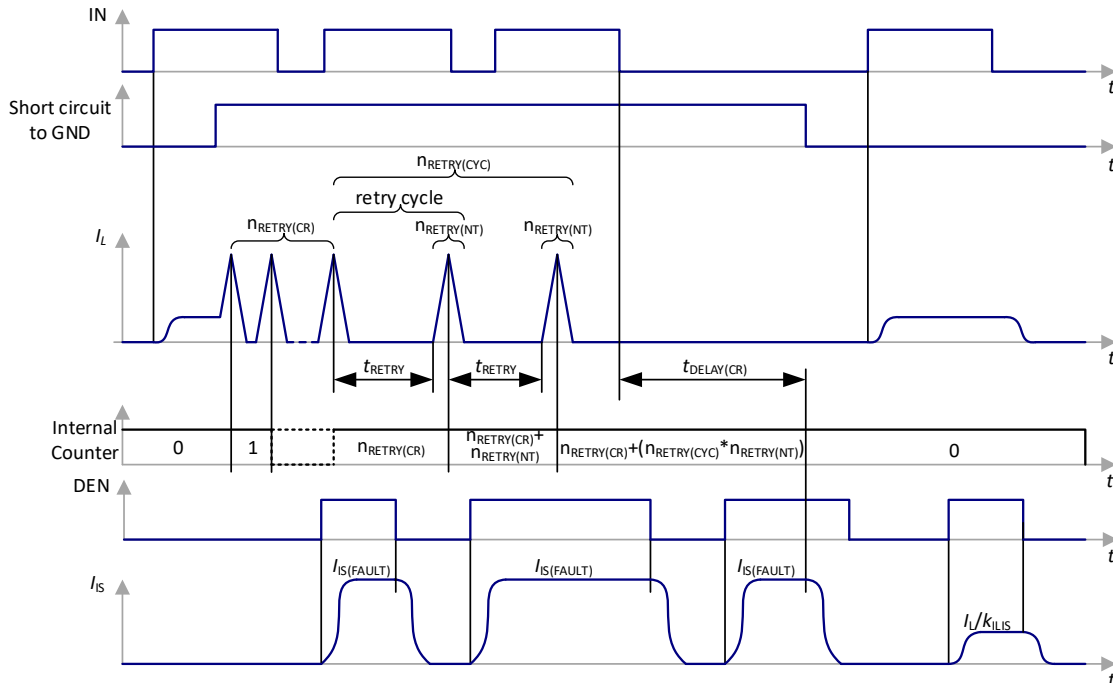 IN
t
Short circuit
to GND
t
nRETRY(CYC)
retry cycle
nRETRY(CR)
nRETRY(NT)
nRETRY(NT)
IL
t
tRETRY
tRETRY
tDELAY(CR)
Internal
Counter
0
1
nRETRY(CR)
nRETRY(CR)+
nRETRY(NT)
nRETRY(CR)+(nRETRY(CYC)*nRETRY(NT))
0
t
DEN
t
IIS
IIS(FAULT)
IIS(FAULT)
IIS(FAULT)
IL/kILIS
t